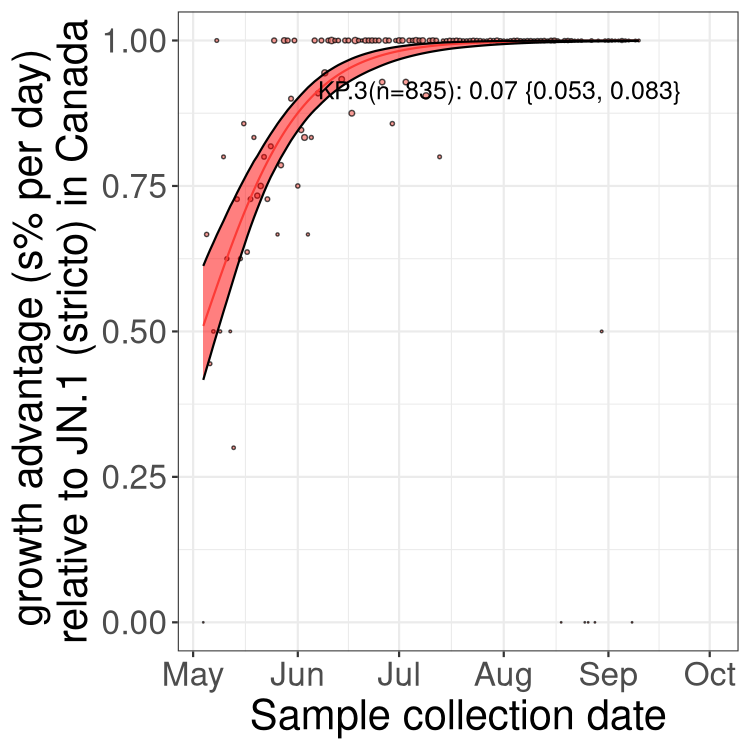 growth advantage (s% per day)
relative to JN.1 (stricto) in Canada
1.00
0.75
0.50
0.25
0.00
KP.3(n=835): 0.07 {0.053, 0.083}
May Jun Jul Aug Sep Oct
Sample collection date